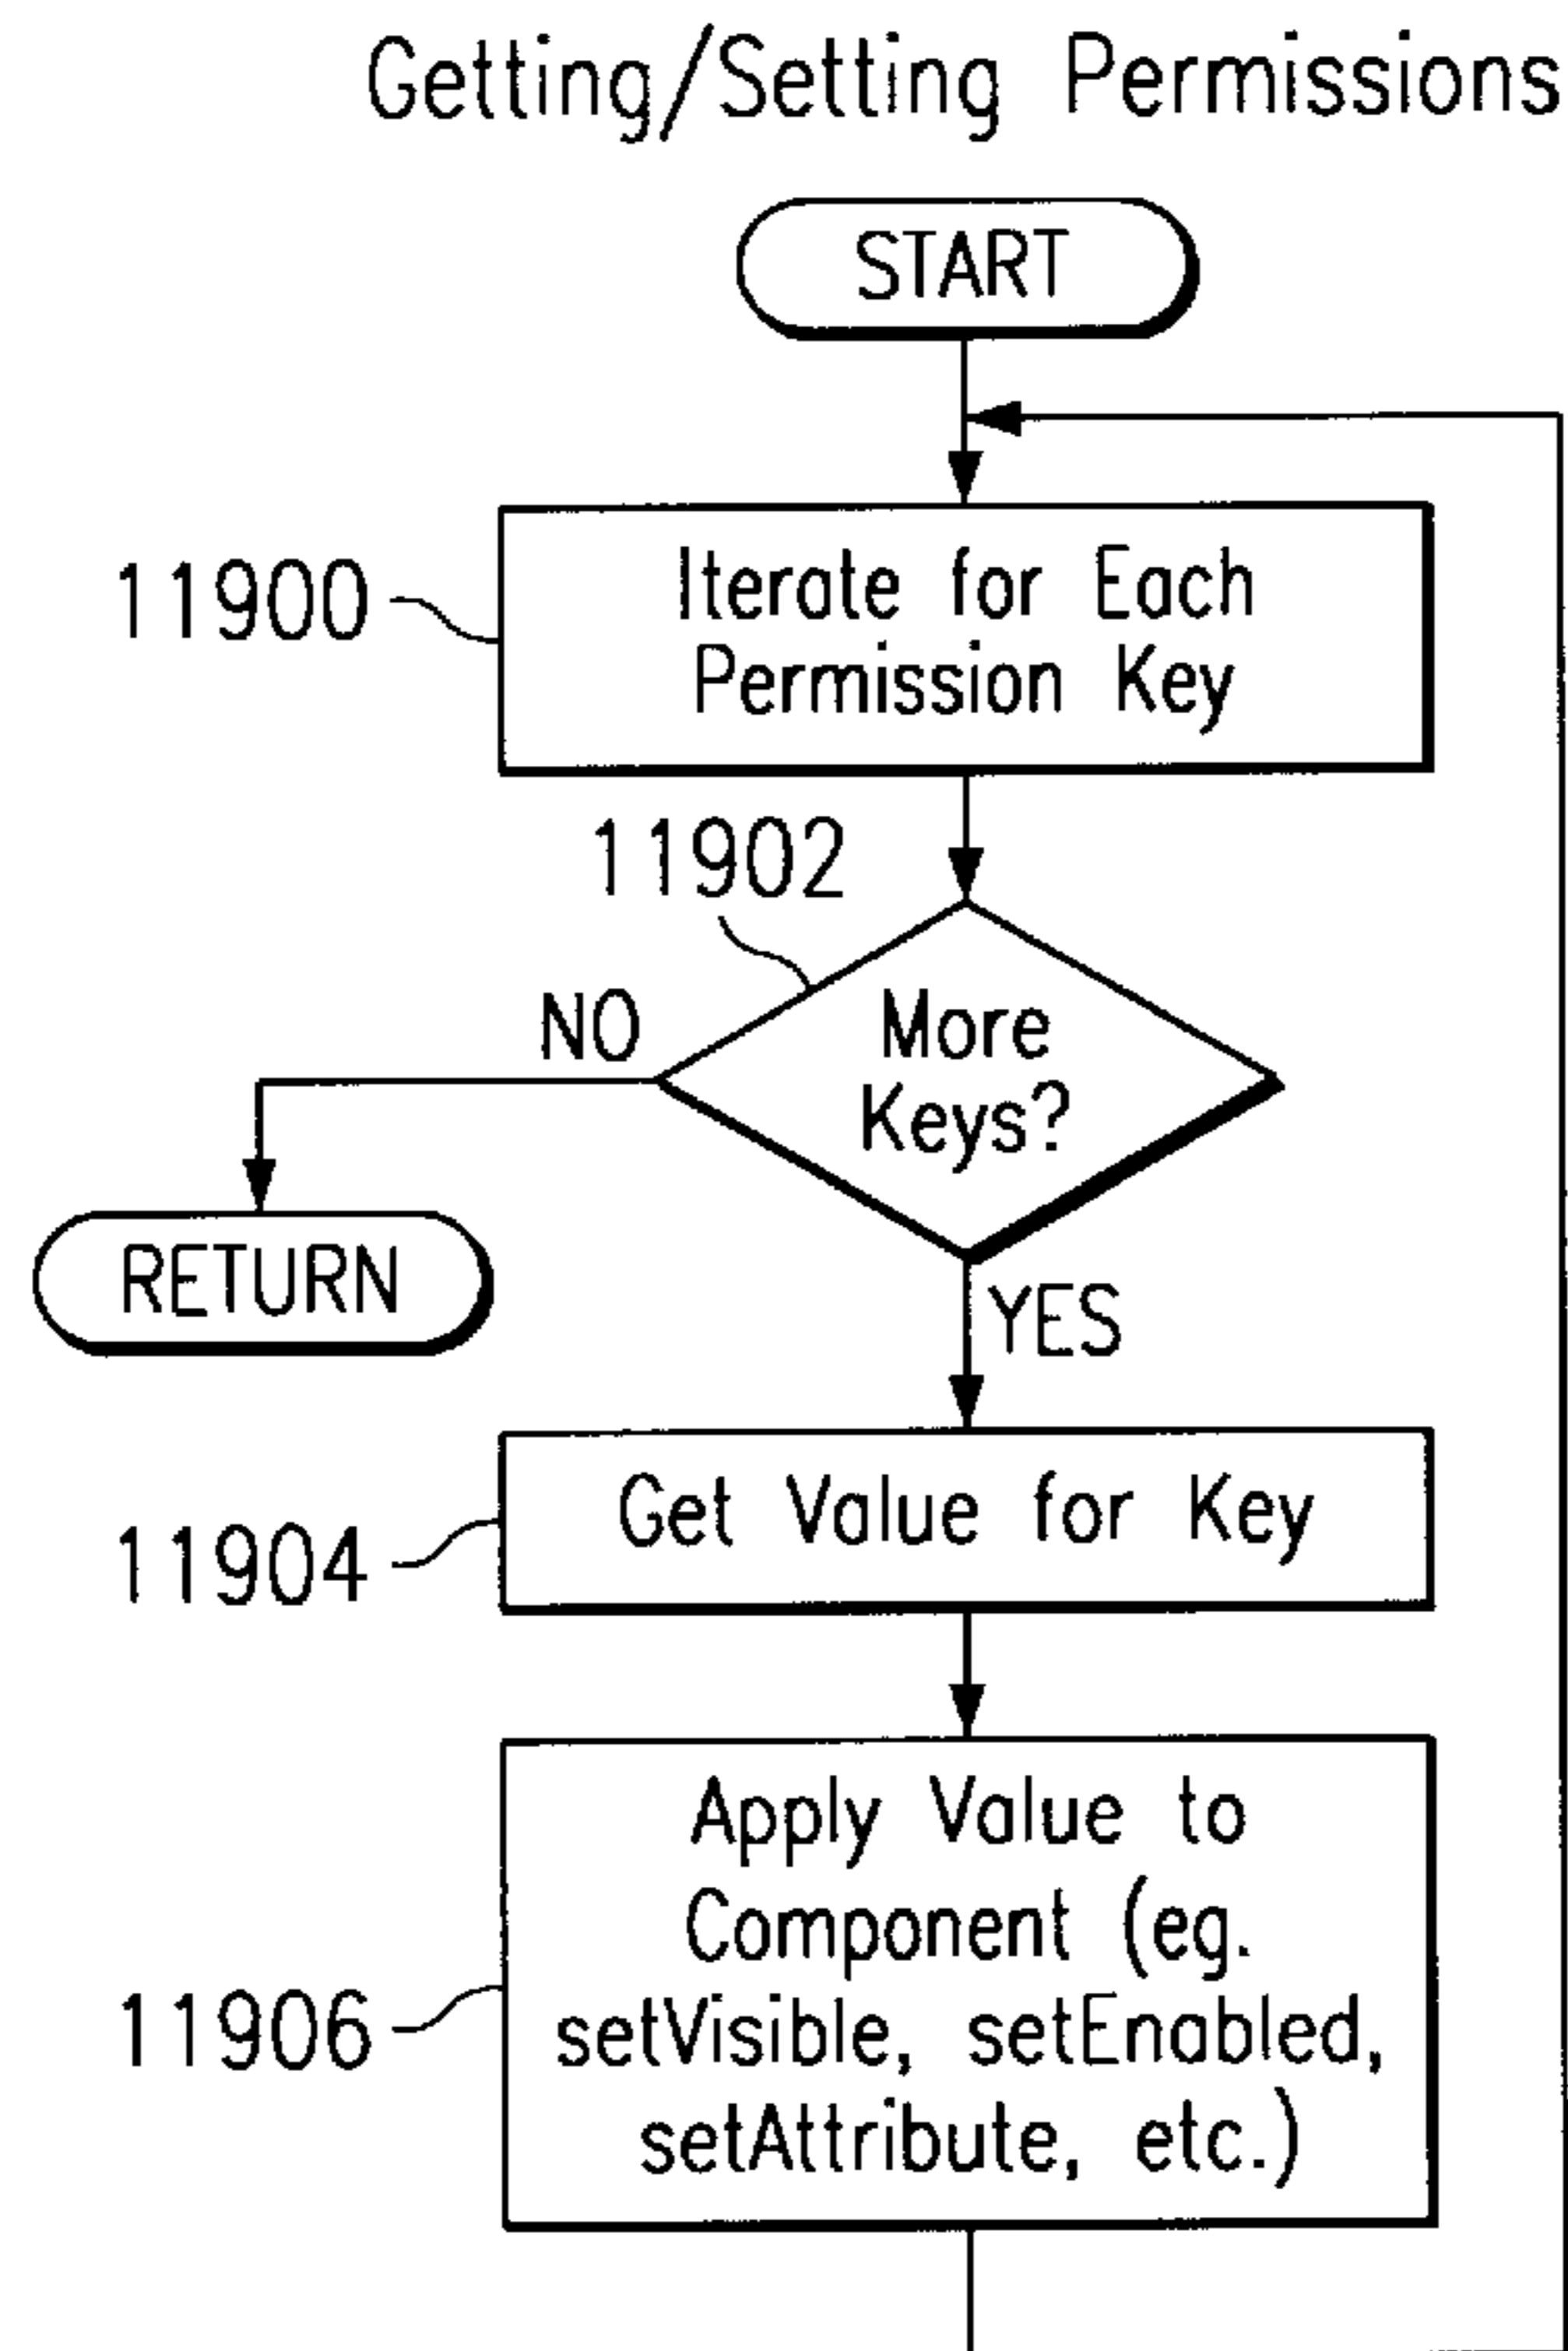 Getting/Setting Permissions
START
11900
Iterate for Each
Permission Key
11902
NO
More
Keys?
RETURN
YES
Get Value for Key
11904
Apply Value to
Component (eg.
setVisible, setEnabled,
setAttribute, etc.)
11906